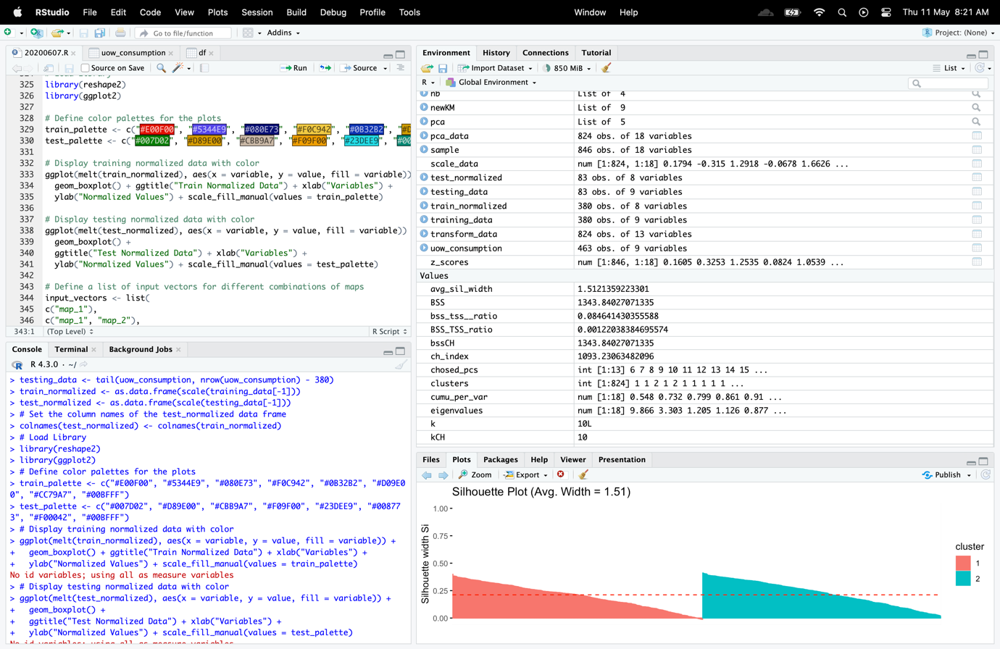 RStudio File Edit Code View Plots Session Build Debug Profile Tools Window Help Thu 11 May 8:21 AM
Go to file/function Addins Project: (None)
20200607.R uow_consumption df
Source on Save Run Source
325 library(reshape2)
326 library(ggplot2)
327
328 # Define color palettes for the plots
329 train_palette <- c("#E00F00", "#5344E9", "#080E73", "#F0C942", "#0B32B2", "#D
330 test_palette <- c("#007D02", "#D89E00", "#CBB9A7", "#F09F00", "#23DEE9", "#00
331
332 # Display training normalized data with color
333 ggplot(melt(train_normalized), aes(x = variable, y = value, fill = variable))
334 geom_boxplot() + ggtitle("Train Normalized Data") + xlab("Variables") +
335 ylab("Normalized Values") + scale_fill_manual(values = train_palette)
336
337 # Display testing normalized data with color
338 ggplot(melt(test_normalized), aes(x = variable, y = value, fill = variable))
339 geom_boxplot() +
340 ggtitle("Test Normalized Data") + xlab("Variables") +
341 ylab("Normalized Values") + scale_fill_manual(values = test_palette)
342
343 # Define a list of input vectors for different combinations of maps
344 input_vectors <- list(
345 c("map_1"),
346 c("map_1", "map_2"),
343:1 (Top Level) R Script
Console Terminal Background Jobs
R 4.3.0 · ~/
> testing_data <- tail(uow_consumption, nrow(uow_consumption) - 380)
> train_normalized <- as.data.frame(scale(training_data[-1]))
> test_normalized <- as.data.frame(scale(testing_data[-1]))
> # Set the column names of the test_normalized data frame
> colnames(test_normalized) <- colnames(train_normalized)
> # Load Library
> library(reshape2)
> library(ggplot2)
> # Define color palettes for the plots
> train_palette <- c("#E00F00", "#5344E9", "#080E73", "#F0C942", "#0B32B2", "#D09E0
0", "#CC79A7", "#00BFFF")
> test_palette <- c("#007D02", "#D89E00", "#CBB9A7", "#F09F00", "#23DEE9", "#00877
3", "#F00042", "#00BFFF")
> # Display training normalized data with color
> ggplot(melt(train_normalized), aes(x = variable, y = value, fill = variable)) +
+ geom_boxplot() + ggtitle("Train Normalized Data") + xlab("Variables") +
+ ylab("Normalized Values") + scale_fill_manual(values = train_palette)
No id variables; using all as measure variables
> # Display testing normalized data with color
> ggplot(melt(test_normalized), aes(x = variable, y = value, fill = variable)) +
+ geom_boxplot() +
+ ggtitle("Test Normalized Data") + xlab("Variables") +
+ ylab("Normalized Values") + scale_fill_manual(values = test_palette)
No id variables; using all as measure variables
Environment History Connections Tutorial
Import Dataset 850 MiB List
R Global Environment
nb List of 4
newKM List of 9
pca List of 5
pca_data 824 obs. of 18 variables
sample 846 obs. of 18 variables
scale_data num [1:824, 1:18] 0.1794 -0.315 1.2918 -0.0678 1.6626 ...
test_normalized 83 obs. of 8 variables
testing_data 83 obs. of 9 variables
train_normalized 380 obs. of 8 variables
training_data 380 obs. of 9 variables
transform_data 824 obs. of 13 variables
uow_consumption 463 obs. of 9 variables
z_scores num [1:846, 1:18] 0.1605 0.3253 1.2535 0.0824 1.0539 ...
Values
avg_sil_width 1.5121359223301
BSS 1343.84027071335
bss_tss__ratio 0.084641430355588
BSS_TSS_ratio 0.00122038384695574
bssCH 1343.84027071335
ch_index 1093.23063482096
chosed_pcs int [1:13] 6 7 8 9 10 11 12 13 14 15 ...
clusters int [1:824] 1 1 2 1 2 1 1 1 1 1 ...
cumu_per_var num [1:18] 0.548 0.732 0.799 0.861 0.91 ...
eigenvalues num [1:18] 9.866 3.303 1.205 1.126 0.877 ...
k 10L
kCH 10
Files Plots Packages Help Viewer Presentation
Zoom Export Publish
Silhouette Plot (Avg. Width = 1.51)
Silhouette width Si
1.00
0.75
0.50
0.25
0.00
cluster
1
2